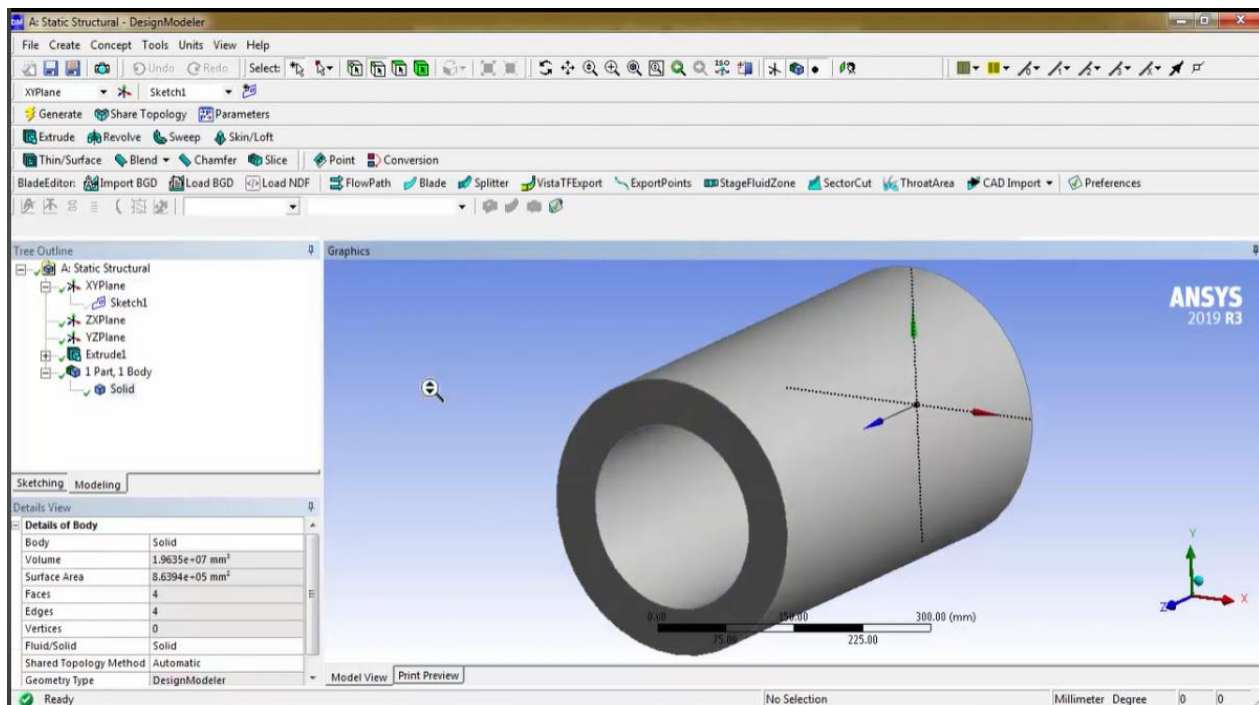 A: Static Structural - DesignModeler
File Create Concept Tools Units View Help
Undo Redo Select:
XYPlane Sketch1
Generate Share Topology Parameters
Extrude Revolve Sweep Skin/Loft
Thin/Surface Blend Chamfer Slice Point Conversion
BladeEditor: Import BGD Load BGD Load NDF FlowPath Blade Splitter VistaTFExport ExportPoints StageFluidZone SectorCut ThroatArea CAD Import Preferences
Tree Outline
A: Static Structural
XYPlane
Sketch1
ZXPlane
YZPlane
Extrude1
1 Part, 1 Body
Solid
Sketching Modeling
Details View
Details of Body
Body Solid
Volume 1.9635e+07 mm³
Surface Area 8.6394e+05 mm²
Faces 4
Edges 4
Vertices 0
Fluid/Solid Solid
Shared Topology Method Automatic
Geometry Type DesignModeler
Graphics
ANSYS
2019 R3
Y
Z X
0.00 150.00 300.00 (mm)
75.00 225.00
Model View Print Preview
Ready No Selection Millimeter Degree 0 0